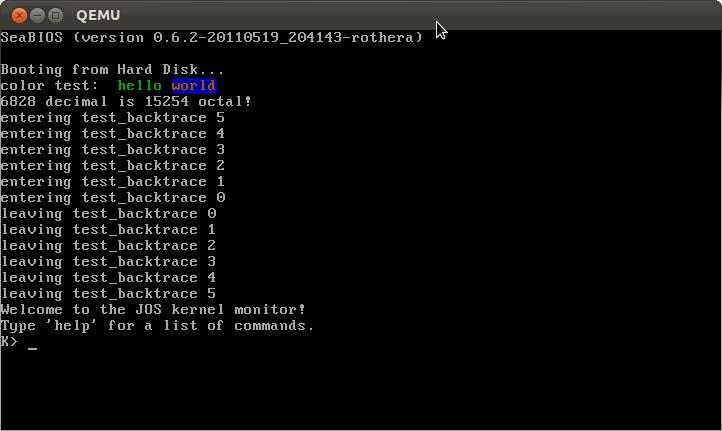 QEMU
SeaBIOS (version 0.6.2-20110519_204143-rothera)
Booting from Hard Disk...
color test:  hello world
6828 decimal is 15254 octal!
entering test_backtrace 5
entering test_backtrace 4
entering test_backtrace 3
entering test_backtrace 2
entering test_backtrace 1
entering test_backtrace 0
leaving test_backtrace 0
leaving test_backtrace 1
leaving test_backtrace 2
leaving test_backtrace 3
leaving test_backtrace 4
leaving test_backtrace 5
Welcome to the JOS kernel monitor!
Type 'help' for a list of commands.
K> _